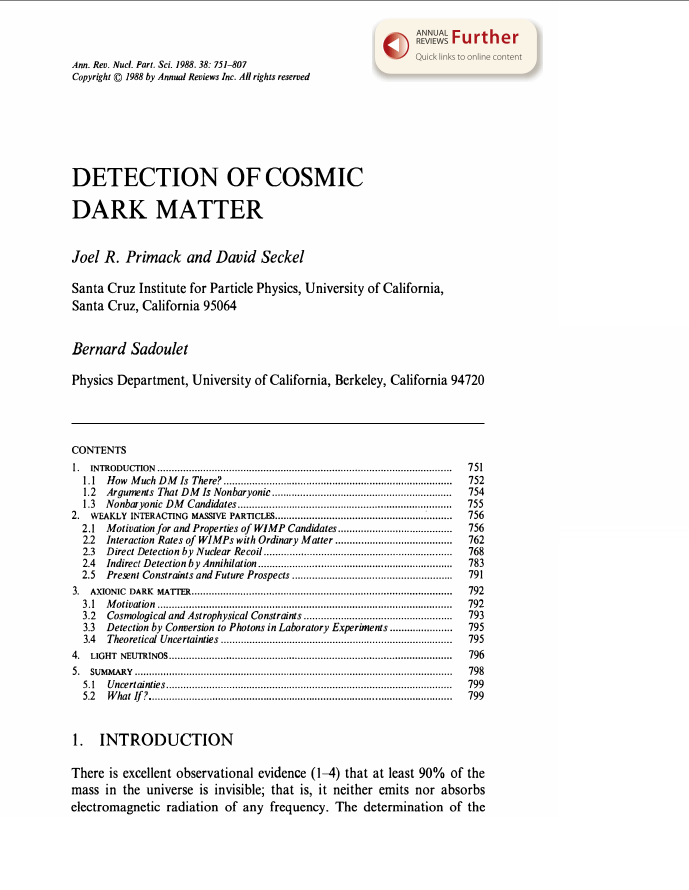 ANNUAL
REVIEWS Further
Quick links to online content
Ann. Rev. Nucl. Part. Sci. 1988. 38: 751–807
Copyright © 1988 by Annual Reviews Inc. All rights reserved
DETECTION OF COSMIC
DARK MATTER
Joel R. Primack and David Seckel
Santa Cruz Institute for Particle Physics, University of California,
Santa Cruz, California 95064
Bernard Sadoulet
Physics Department, University of California, Berkeley, California 94720
CONTENTS
1. INTRODUCTION ... 751
1.1 How Much DM Is There? ... 752
1.2 Arguments That DM Is Nonbaryonic ... 754
1.3 Nonbaryonic DM Candidates ... 755
2. WEAKLY INTERACTING MASSIVE PARTICLES ... 756
2.1 Motivation for and Properties of WIMP Candidates ... 756
2.2 Interaction Rates of WIMPs with Ordinary Matter ... 762
2.3 Direct Detection by Nuclear Recoil ... 768
2.4 Indirect Detection by Annihilation ... 783
2.5 Present Constraints and Future Prospects ... 791
3. AXIONIC DARK MATTER ... 792
3.1 Motivation ... 792
3.2 Cosmological and Astrophysical Constraints ... 793
3.3 Detection by Conversion to Photons in Laboratory Experiments ... 795
3.4 Theoretical Uncertainties ... 795
4. LIGHT NEUTRINOS ... 796
5. SUMMARY ... 798
5.1 Uncertainties ... 799
5.2 What If? ... 799
1. INTRODUCTION
There is excellent observational evidence (1–4) that at least 90% of the
mass in the universe is invisible; that is, it neither emits nor absorbs
electromagnetic radiation of any frequency. The determination of the